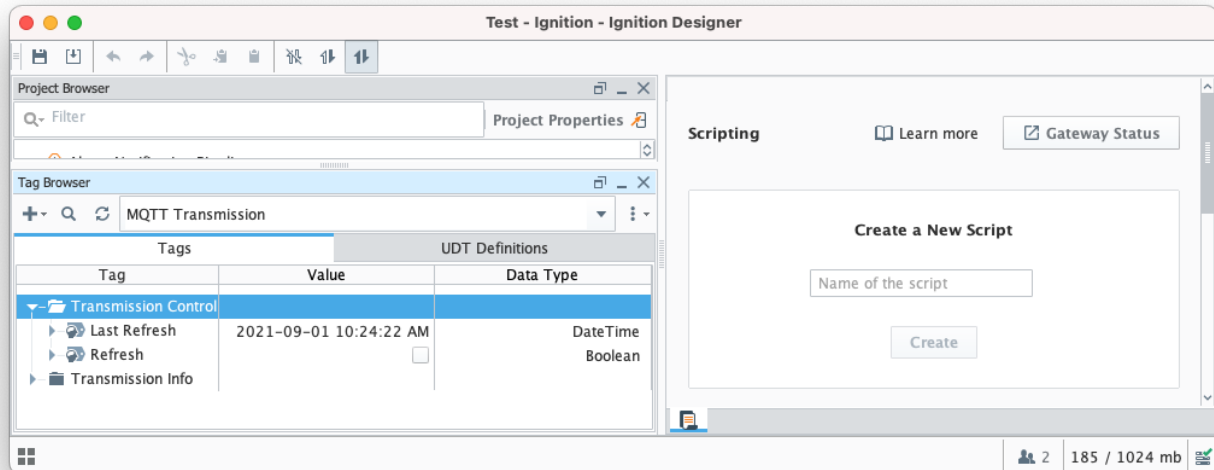 Test - Ignition - Ignition Designer
Project Browser
Filter
Project Properties
Tag Browser
MQTT Transmission
Tags UDT Definitions
Tag Value Data Type
Transmission Control
Last Refresh 2021-09-01 10:24:22 AM DateTime
Refresh Boolean
Transmission Info
Scripting Learn more Gateway Status
Create a New Script
Name of the script
Create
2 185 / 1024 mb